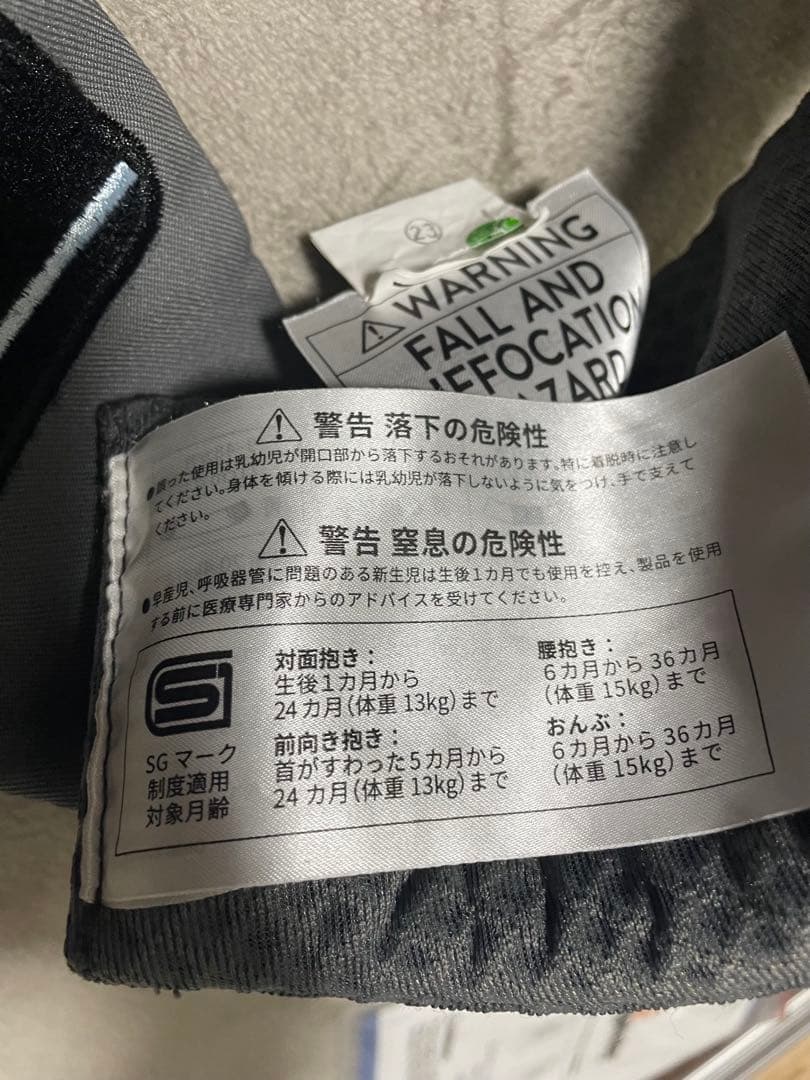 23
WARNING
FALL AND
UFFOCATION
AZARD
警告 落下の危険性
●誤った使用は乳幼児が開口部から落下するおそれがあります。特に着脱時に注意し
てください。身体を傾ける際には乳幼児が落下しないように気をつけ、手で支えて
ください。
警告 窒息の危険性
●早産児、呼吸器管に問題のある新生児は生後1カ月でも使用を控え、製品を使用
する前に医療専門家からのアドバイスを受けてください。
SG マーク
制度適用
対象月齢
対面抱き：
生後1カ月から
24カ月（体重 13kg）まで
前向き抱き：
首がすわった5カ月から
24カ月（体重 13kg）まで
腰抱き：
6カ月から 36カ月
（体重 15kg）まで
おんぶ：
6カ月から 36カ月
（体重 15kg）まで